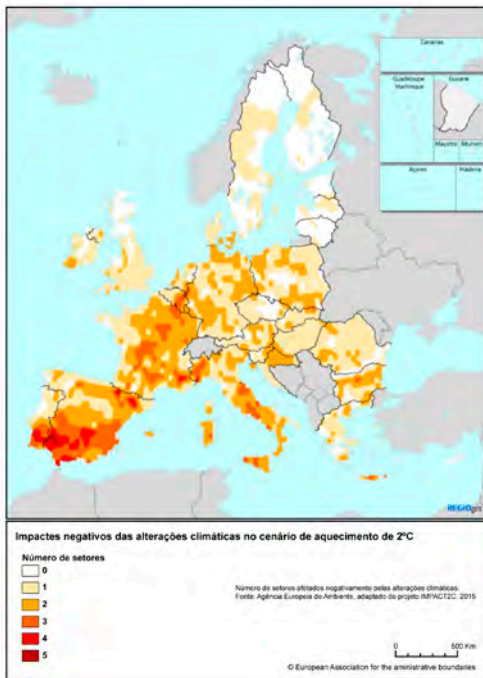 Canarias
Guadeloupe
Martinique
Guyane
Mayotte
Açores
Madeira
REGIOgis
Impactes negativos das alterações climáticas no cenário de aquecimento de 2ºC
Número de setores
0
1
2
3
4
5
Número de setores afetados negativamente pelas alterações climáticas.
Fonte: Agência Europeia do Ambiente, adaptado do projeto IMPACT2C, 2015
0 500 Km
© European Association for the aministrative boundaries